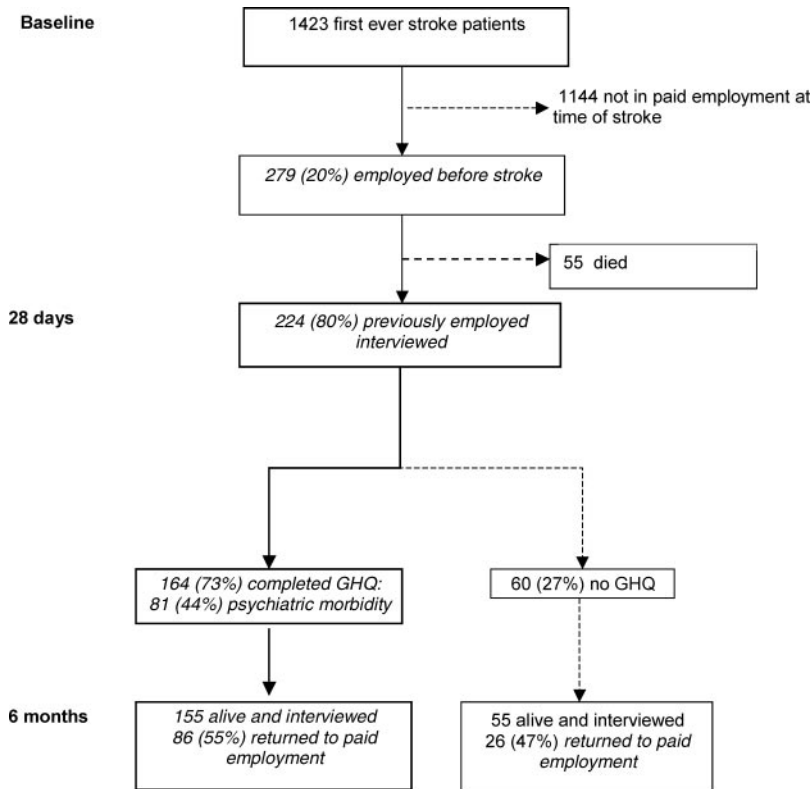 Baseline
1423 first ever stroke patients
1144 not in paid employment at
time of stroke
279 (20%) employed before stroke
55 died
28 days
224 (80%) previously employed
interviewed
164 (73%) completed GHQ:
81 (44%) psychiatric morbidity
60 (27%) no GHQ
6 months
155 alive and interviewed
86 (55%) returned to paid
employment
55 alive and interviewed
26 (47%) returned to paid
employment